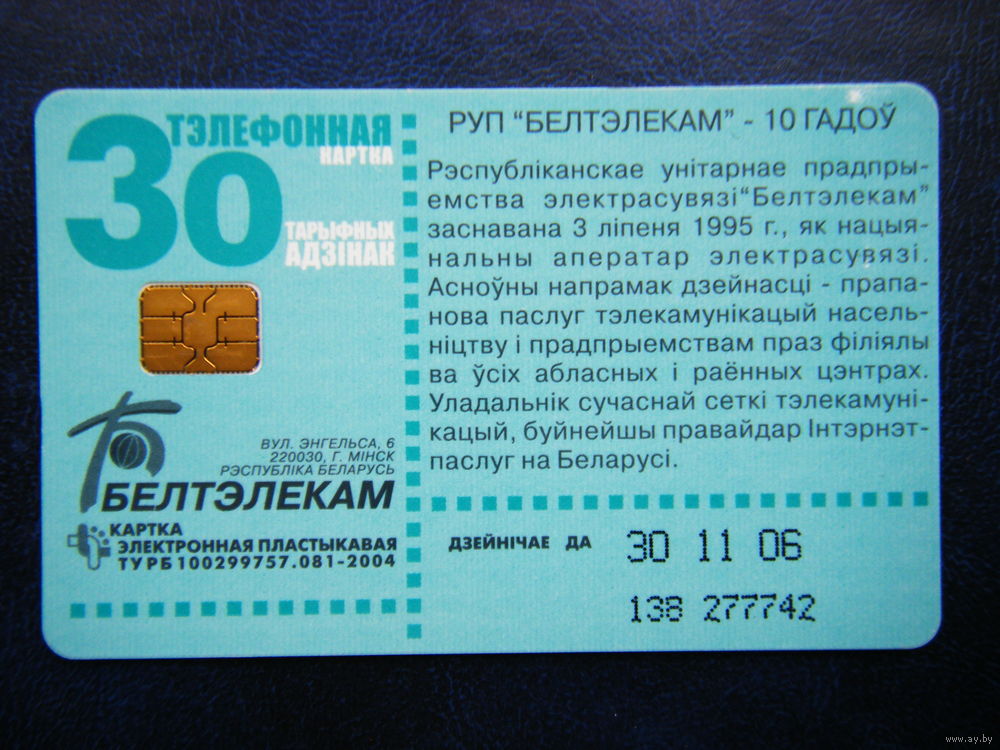 30
ТЭЛЕФОННАЯ
КАРТКА
ТАРЫФНЫХ
АДЗІНАК
ВУЛ. ЭНГЕЛЬСА, 6
220030, Г. МІНСК
РЭСПУБЛІКА БЕЛАРУСЬ
БЕЛТЭЛЕКАМ
КАРТКА
ЭЛЕКТРОННАЯ ПЛАСТЫКАВАЯ
ТУ РБ 100299757.081-2004
РУП “БЕЛТЭЛЕКАМ” - 10 ГАДОЎ
Рэспубліканскае унітарнае прадпры-
емства электрасувязі “Белтэлекам”
заснавана 3 ліпеня 1995 г., як нацыя-
нальны аператар электрасувязі.
Асноўны напрамак дзейнасці - прапа-
нова паслуг тэлекамунікацый насель-
ніцтву і прадпрыемствам праз філіялы
ва ўсіх абласных і раённых цэнтрах.
Уладальнік сучаснай сеткі тэлекамуні-
кацый, буйнейшы правайдар Інтэрнэт-
паслуг на Беларусі.
ДЗЕЙНІЧАЕ ДА 30 11 06
138 277742
www.ay.by